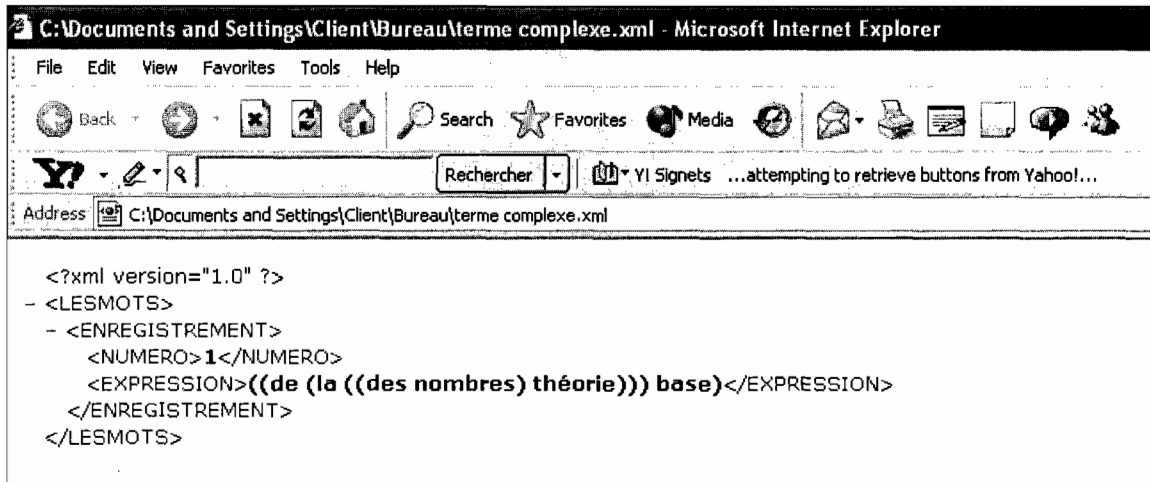 C:\Documents and Settings\Client\Bureau\terme complexe.xml - Microsoft Internet Explorer
File Edit View Favorites Tools Help
Back Search Favorites Media
Y! Rechercher Y! Signets ...attempting to retrieve buttons from Yahoo!...
Address C:\Documents and Settings\Client\Bureau\terme complexe.xml
<?xml version="1.0" ?>
- <LESMOTS>
- <ENREGISTREMENT>
<NUMERO>1</NUMERO>
<EXPRESSION>((de (la ((des nombres) théorie))) base)</EXPRESSION>
</ENREGISTREMENT>
</LESMOTS>